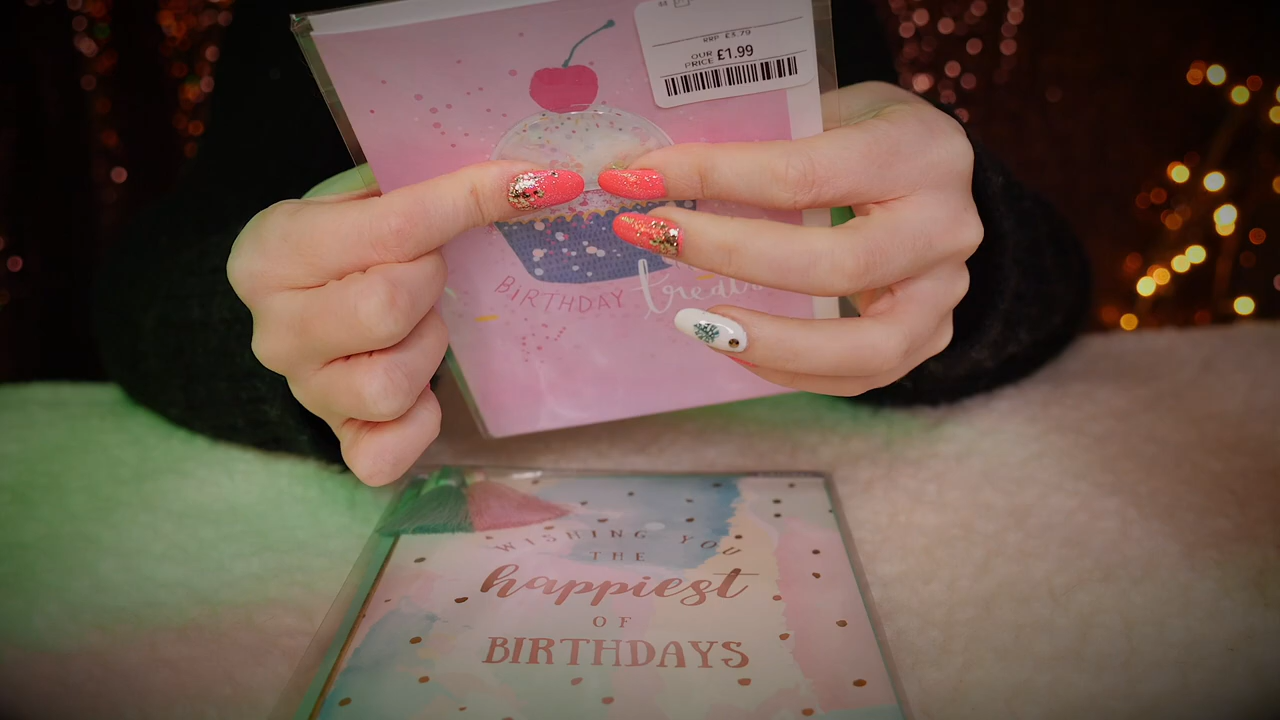 RRP £3.79
OUR
PRICE £1.99
BIRTHDAY
WISHING YOU
THE
happiest
OF
BIRTHDAYS